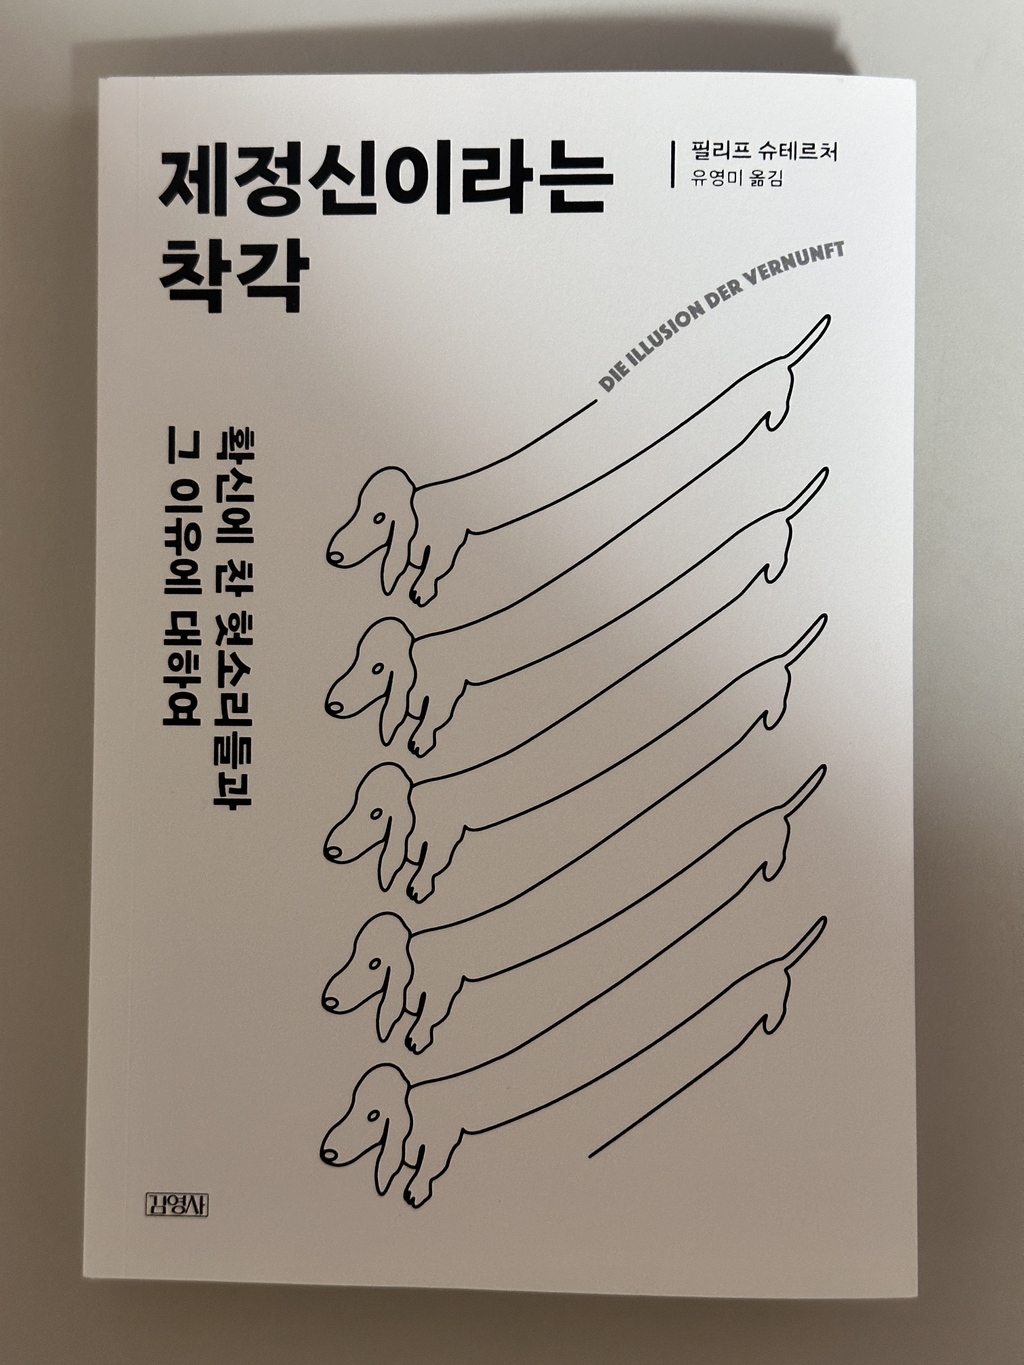 제정신이라는
착각
필리프 슈테르처
유영미 옮김
DIE ILLUSION DER VERNUNFT
확신에 찬 헛소리들과
그 이유에 대하여
김영사